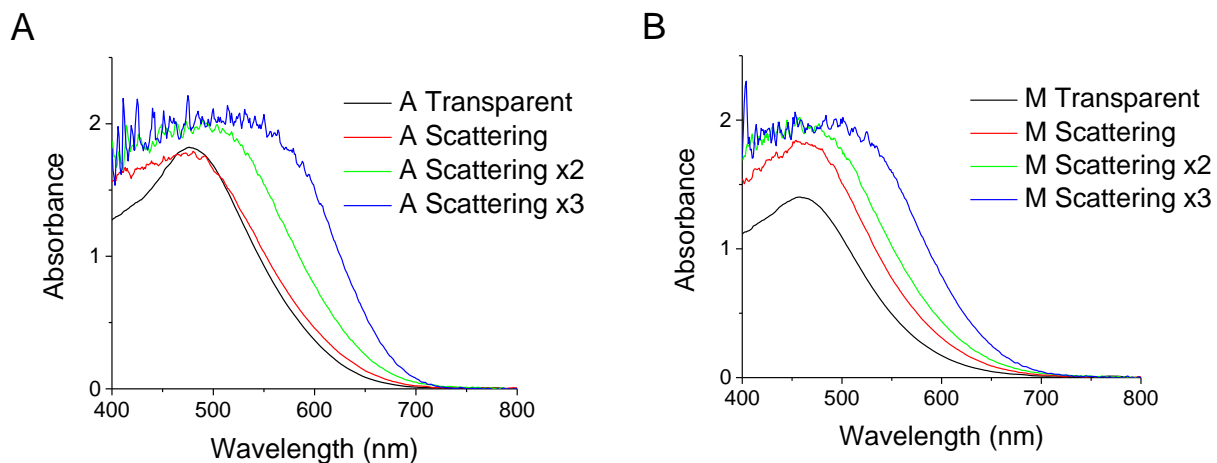 A
A Transparent
A Scattering
A Scattering x2
A Scattering x3
2
1
0
400
500
600
700
800
Absorbance
Wavelength (nm)
B
M Transparent
M Scattering
M Scattering x2
M Scattering x3
2
1
0
400
500
600
700
800
Absorbance
Wavelength (nm)